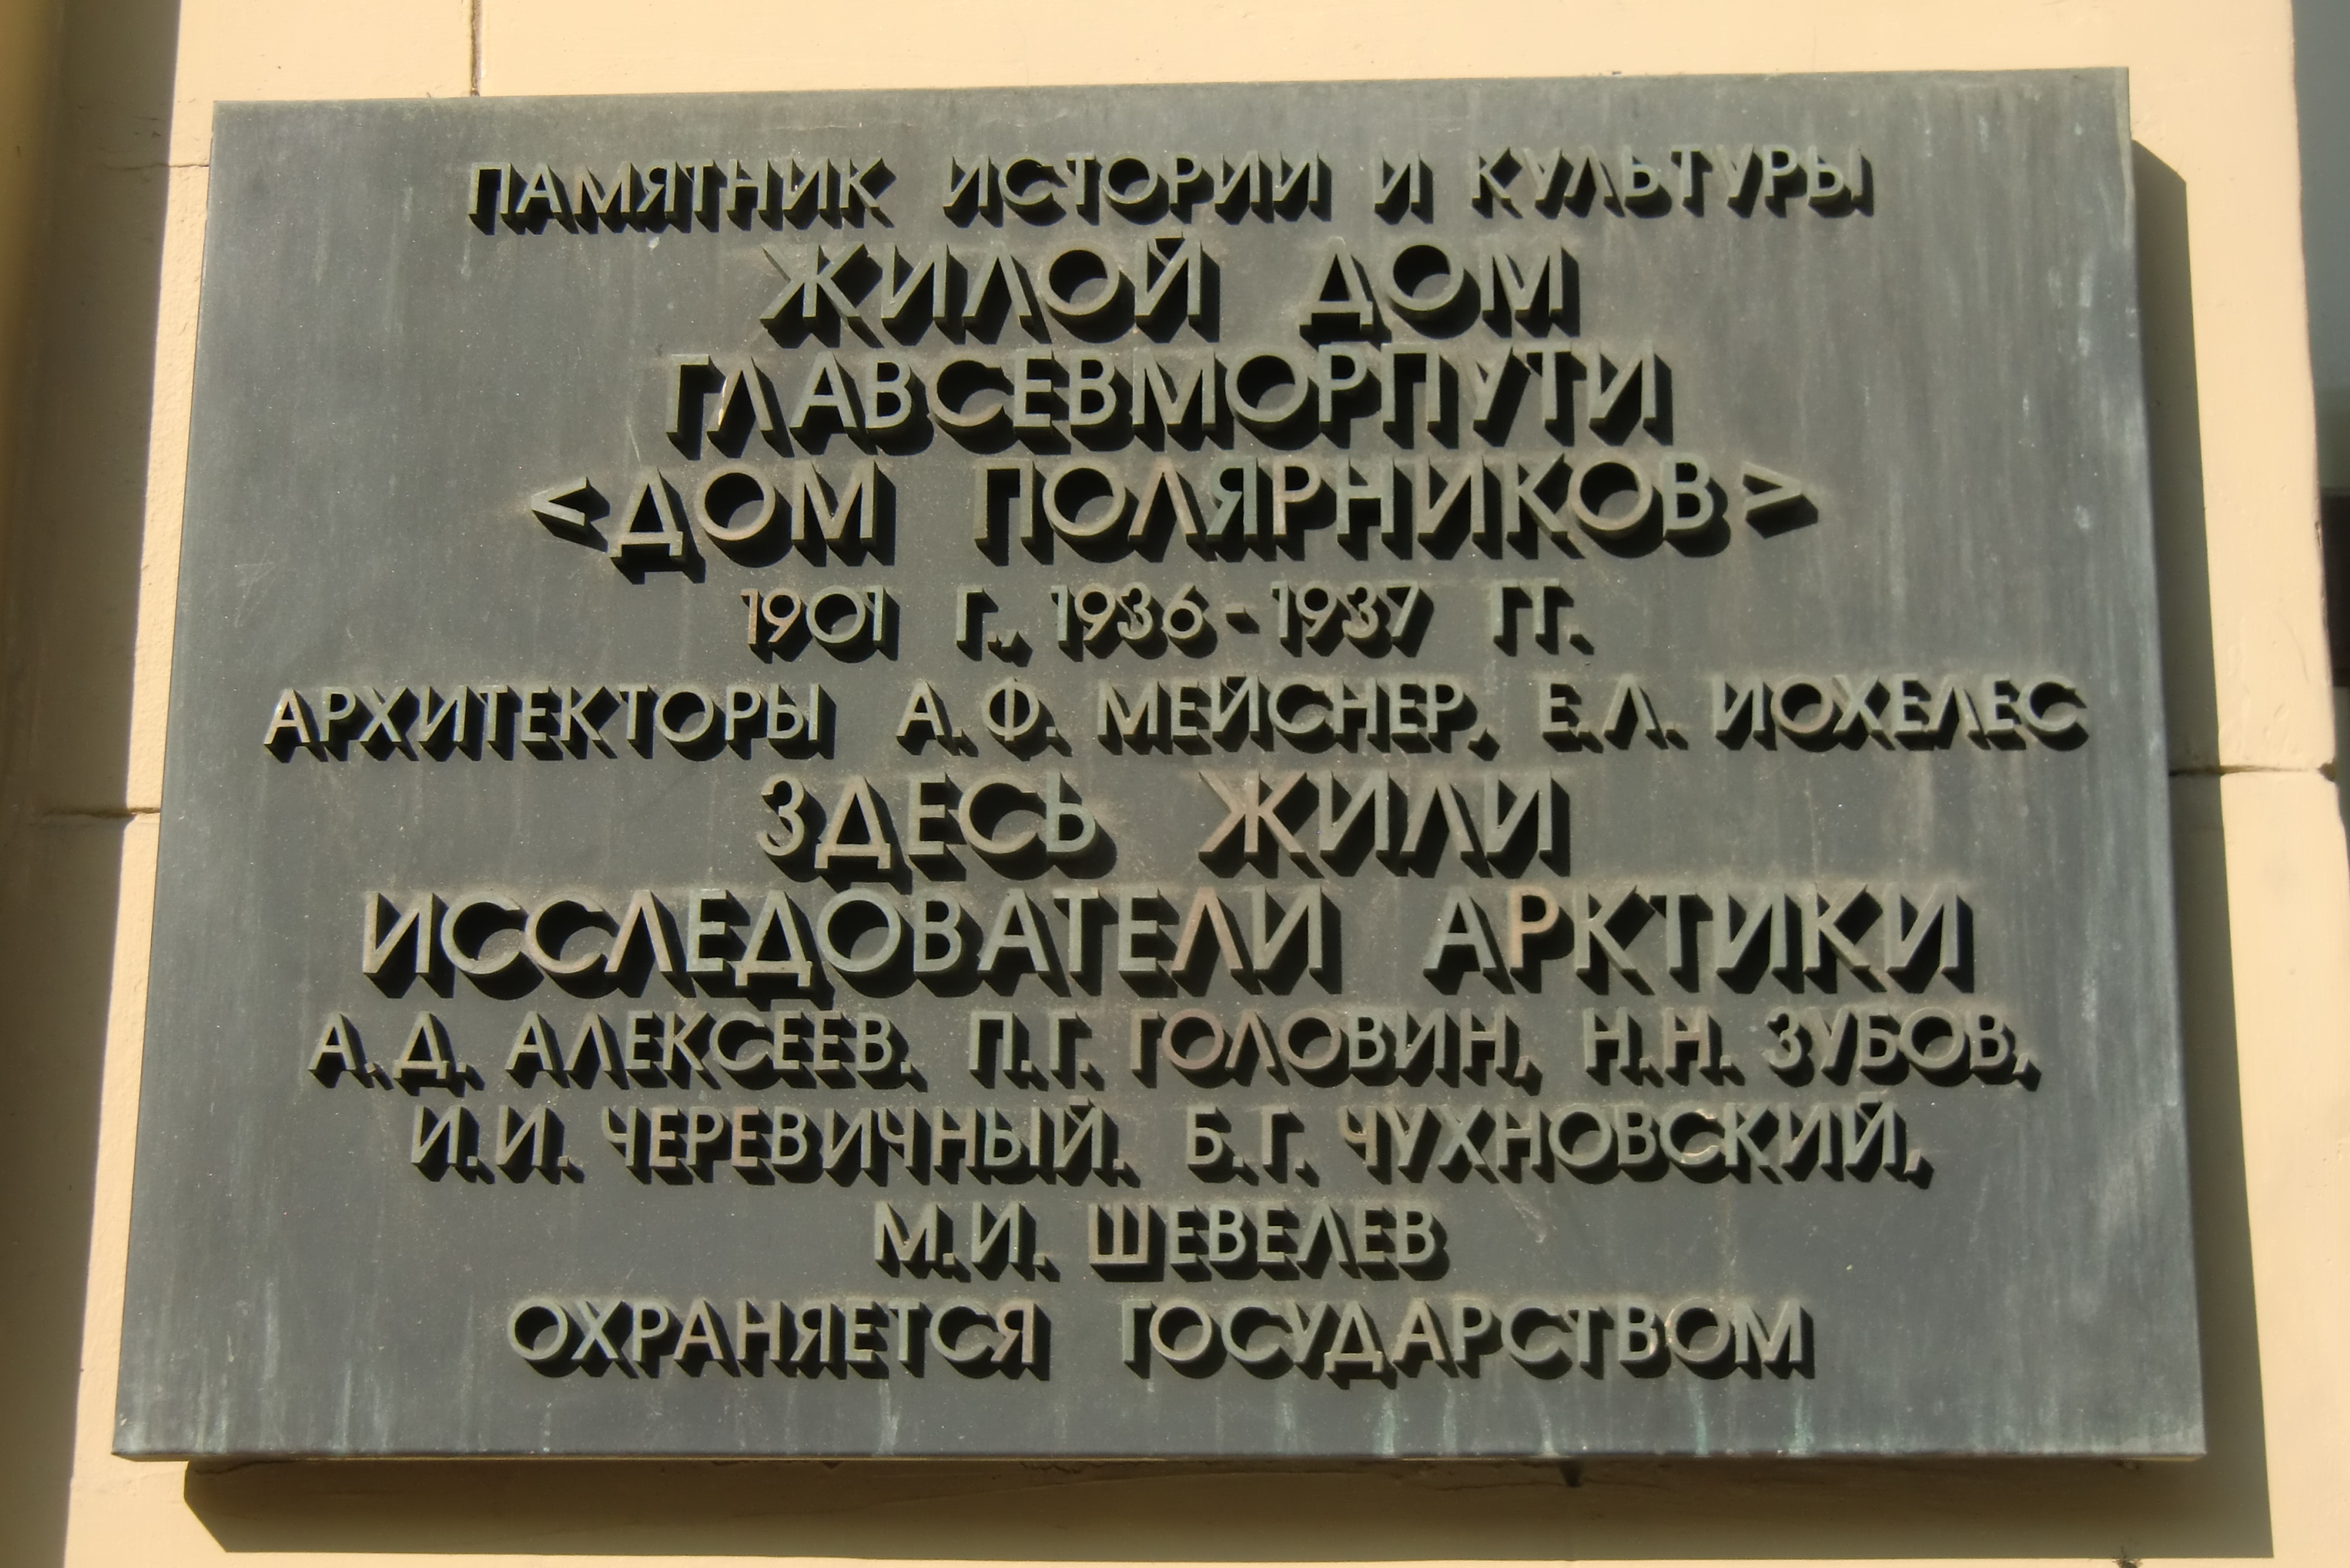 ПАМЯТНИК ИСТОРИИ И КУЛЬТУРЫ
ЖИЛОЙ ДОМ
ГЛАВСЕВМОРПУТИ
<ДОМ ПОЛЯРНИКОВ>
1901 Г., 1936-1937 ГГ.
АРХИТЕКТОРЫ А.Ф. МЕЙСНЕР, Е.Л. ИОХЕЛЕС
ЗДЕСЬ ЖИЛИ
ИССЛЕДОВАТЕЛИ АРКТИКИ
А.Д. АЛЕКСЕЕВ, П.Г. ГОЛОВИН, Н.Н. ЗУБОВ,
И.И. ЧЕРЕВИЧНЫЙ, Б.Г. ЧУХНОВСКИЙ,
М.И. ШЕВЕЛЕВ
ОХРАНЯЕТСЯ ГОСУДАРСТВОМ